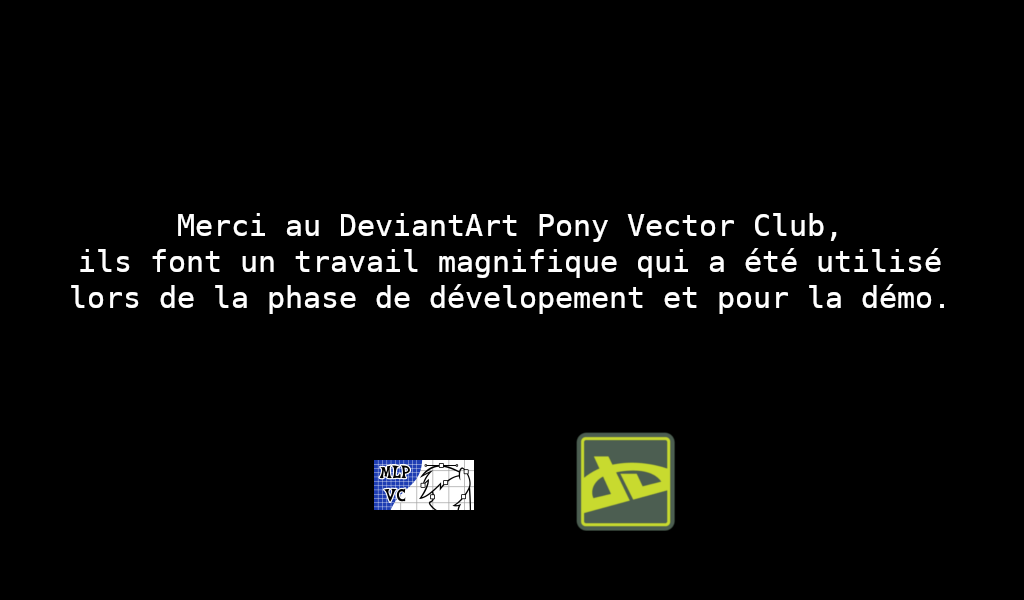 Merci au DeviantArt Pony Vector Club,
ils font un travail magnifique qui a été utilisé
lors de la phase de dévelopement et pour la démo.
MLP
VC